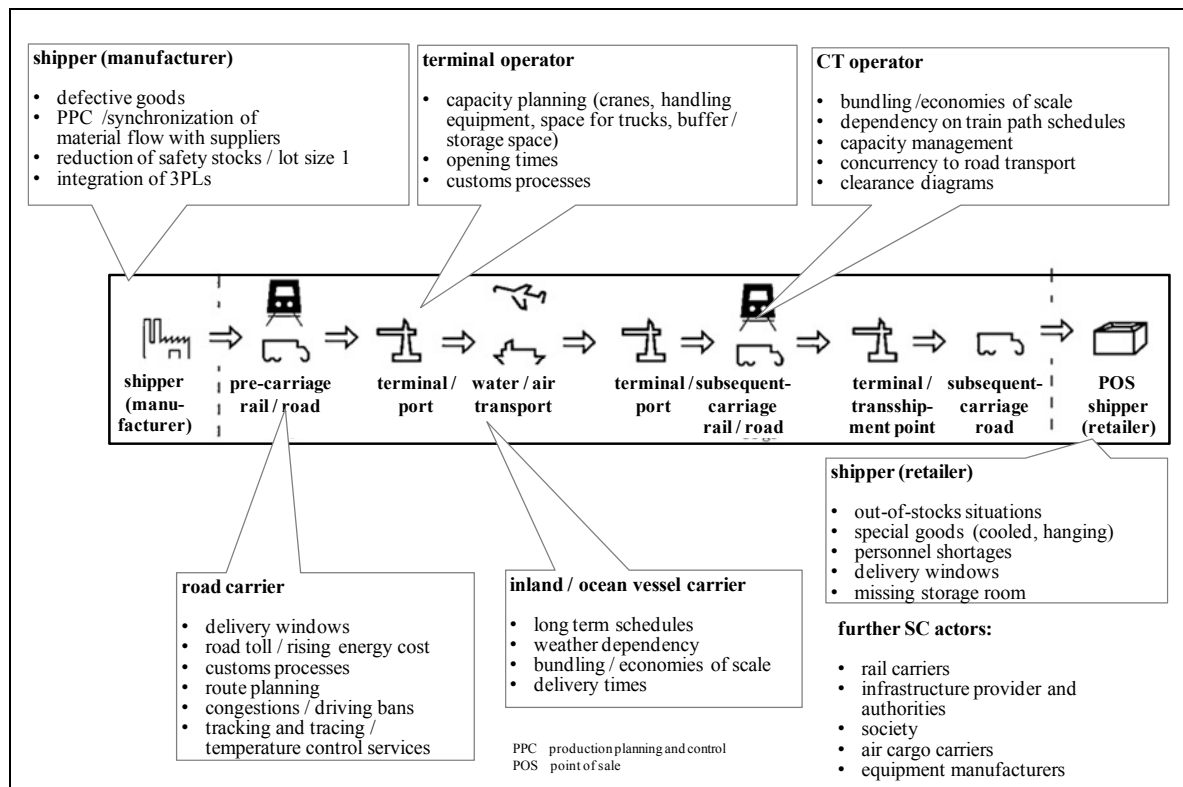 shipper (manufacturer)
• defective goods
• PPC /synchronization of
material flow with suppliers
• reduction of safety stocks / lot size 1
• integration of 3PLs
terminal operator
• capacity planning (cranes, handling
equipment, space for trucks, buffer /
storage space)
• opening times
• customs processes
CT operator
• bundling /economies of scale
• dependency on train path schedules
• capacity management
• concurrency to road transport
• clearance diagrams
shipper
(manu-
facturer)
pre-carriage
rail / road
terminal /
port
water / air
transport
terminal /
port
subsequent-
carriage
rail / road
terminal /
transship-
ment point
subsequent-
carriage
road
POS
shipper
(retailer)
shipper (retailer)
• out-of-stocks situations
• special goods (cooled, hanging)
• personnel shortages
• delivery windows
• missing storage room
road carrier
• delivery windows
• road toll / rising energy cost
• customs processes
• route planning
• congestions / driving bans
• tracking and tracing /
temperature control services
inland / ocean vessel carrier
• long term schedules
• weather dependency
• bundling / economies of scale
• delivery times
further SC actors:
• rail carriers
• infrastructure provider and
authorities
• society
• air cargo carriers
• equipment manufacturers
PPC production planning and control
POS point of sale